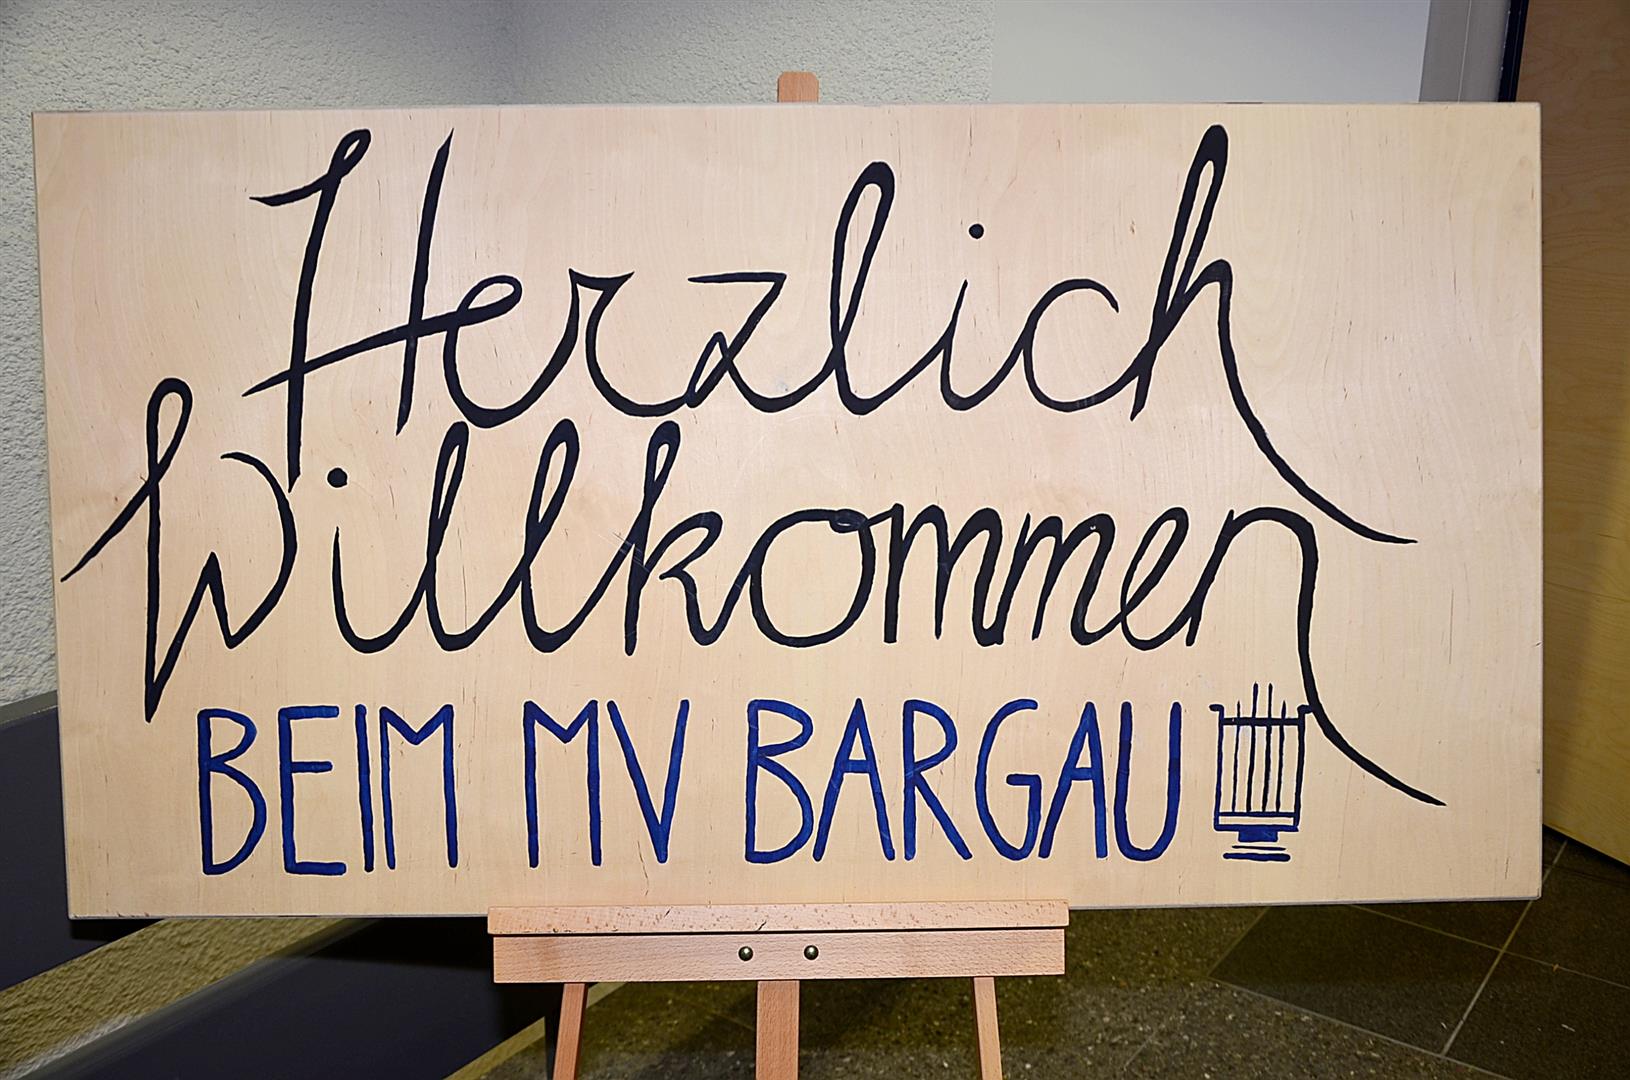 Herzlich
Willkommen
BEIM MV BARGAU